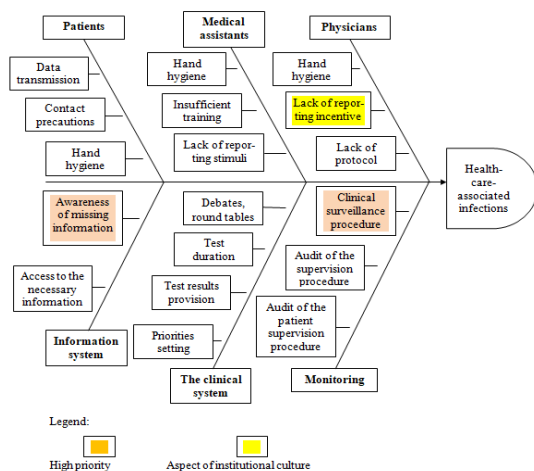 Patients
Medical
assistants
Physicians
Data
transmission
Contact
precautions
Hand
hygiene
Hand
hygiene
Insufficient
training
Lack of repor-
ting stimuli
Hand
hygiene
Lack of repor-
ting incentive
Lack of
protocol
Health-
care-
associated
infections
Awareness
of missing
information
Access to the
necessary
information
Information
system
Debates,
round tables
Test
duration
Test results
provision
Priorities
setting
The clinical
system
Clinical
surveillance
procedure
Audit of the
supervision
procedure
Audit of the
patient
supervision
procedure
Monitoring
Legend:
High priority
Aspect of institutional culture